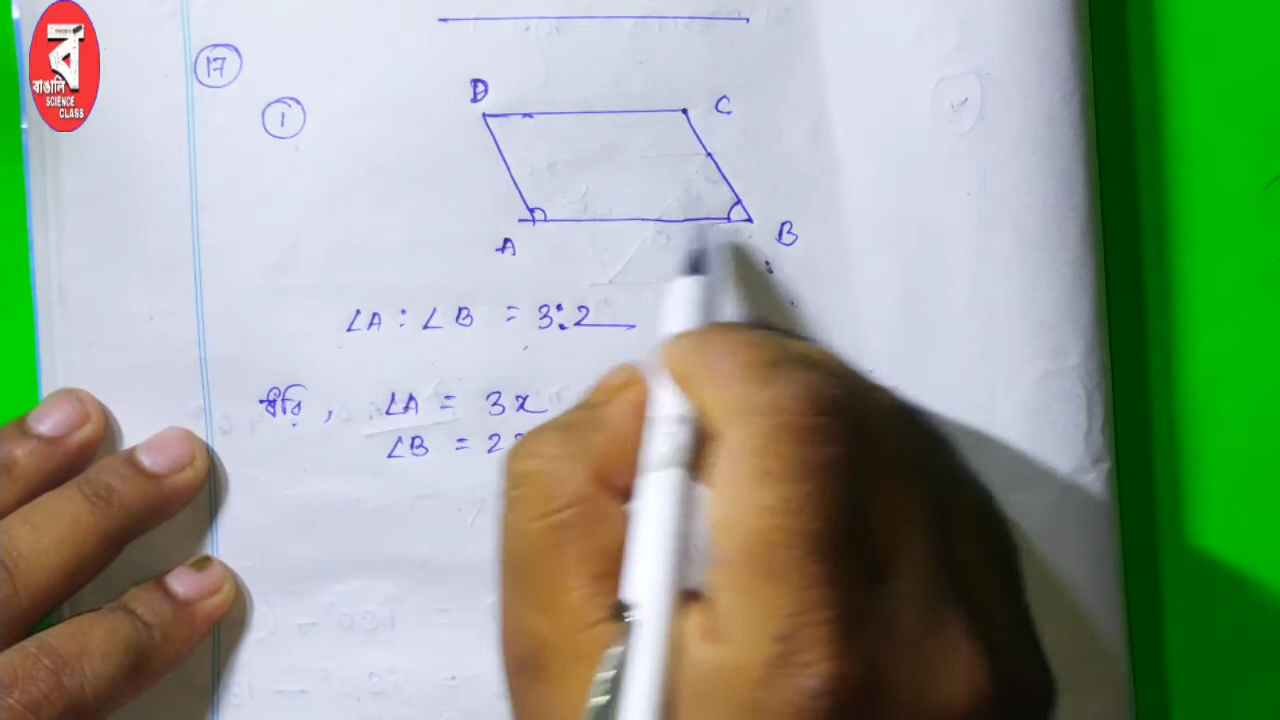 ব
বাঙালি
SCIENCE
CLASS
17
1
D
C
A
B
∠A : ∠B = 3:2
ধরি, ∠A = 3x
∠B = 2